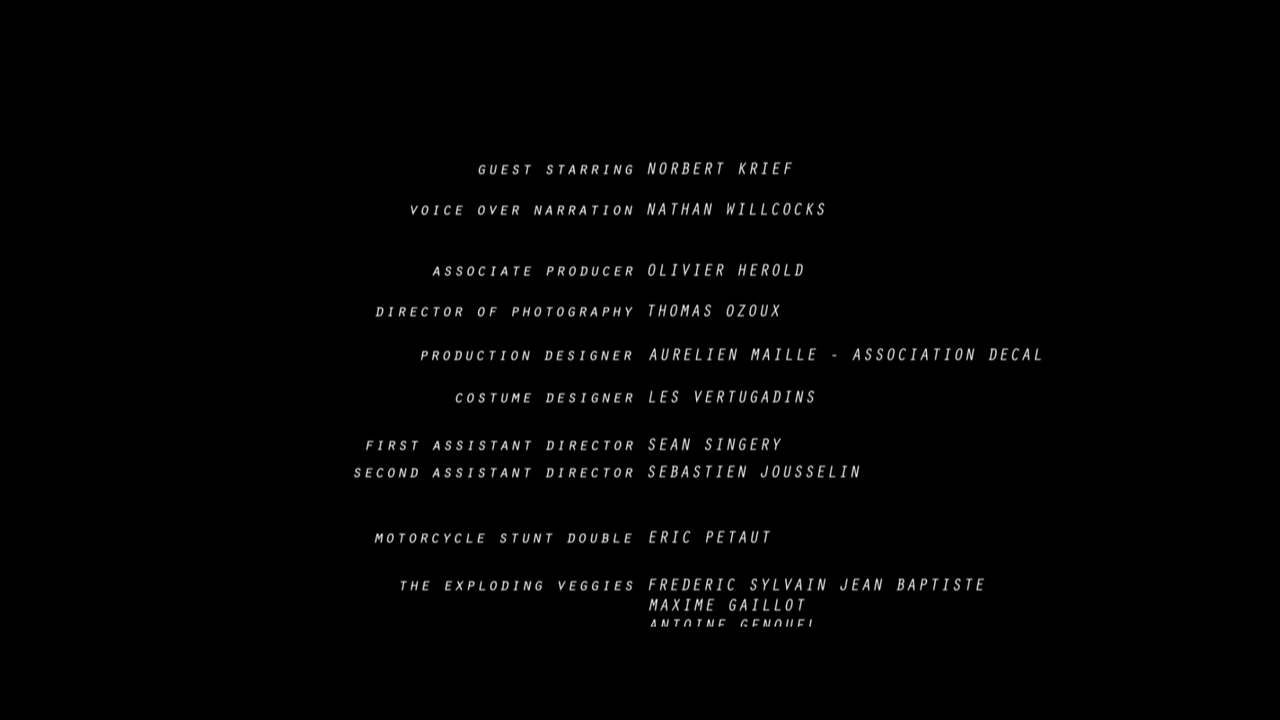 GUEST STARRING NORBERT KRIEF
VOICE OVER NARRATION NATHAN WILLCOCKS
ASSOCIATE PRODUCER OLIVIER HEROLD
DIRECTOR OF PHOTOGRAPHY THOMAS OZOUX
PRODUCTION DESIGNER AURELIEN MAILLE - ASSOCIATION DECAL
COSTUME DESIGNER LES VERTUGADINS
FIRST ASSISTANT DIRECTOR SEAN SINGERY
SECOND ASSISTANT DIRECTOR SEBASTIEN JOUSSELIN
MOTORCYCLE STUNT DOUBLE ERIC PETAUT
THE EXPLODING VEGGIES FREDERIC SYLVAIN JEAN BAPTISTE
MAXIME GAILLOT
ANTOINE